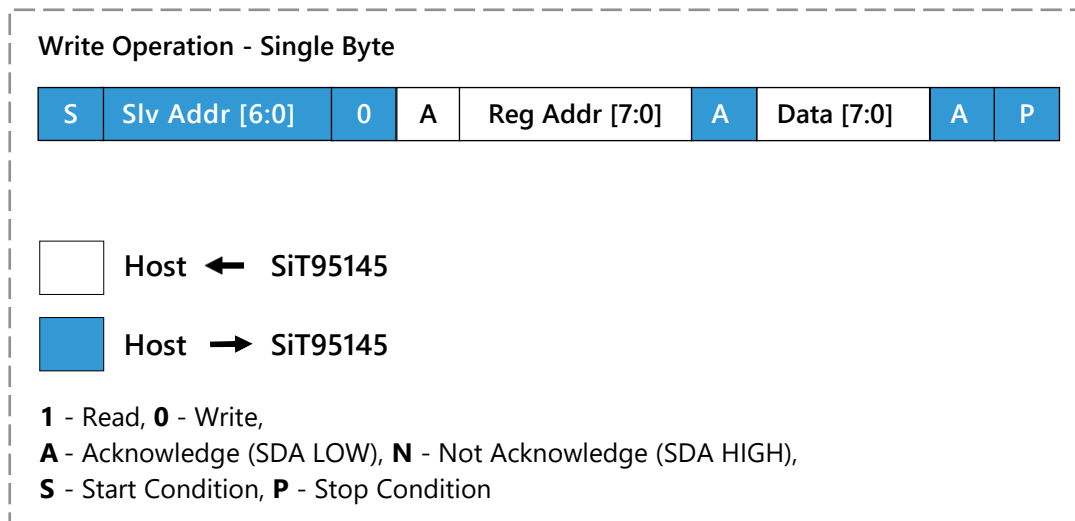 Write Operation - Single Byte
S Slv Addr [6:0] 0 A Reg Addr [7:0] A Data [7:0] A P
Host ← SiT95145
Host → SiT95145
1 - Read, 0 - Write,
A - Acknowledge (SDA LOW), N - Not Acknowledge (SDA HIGH),
S - Start Condition, P - Stop Condition